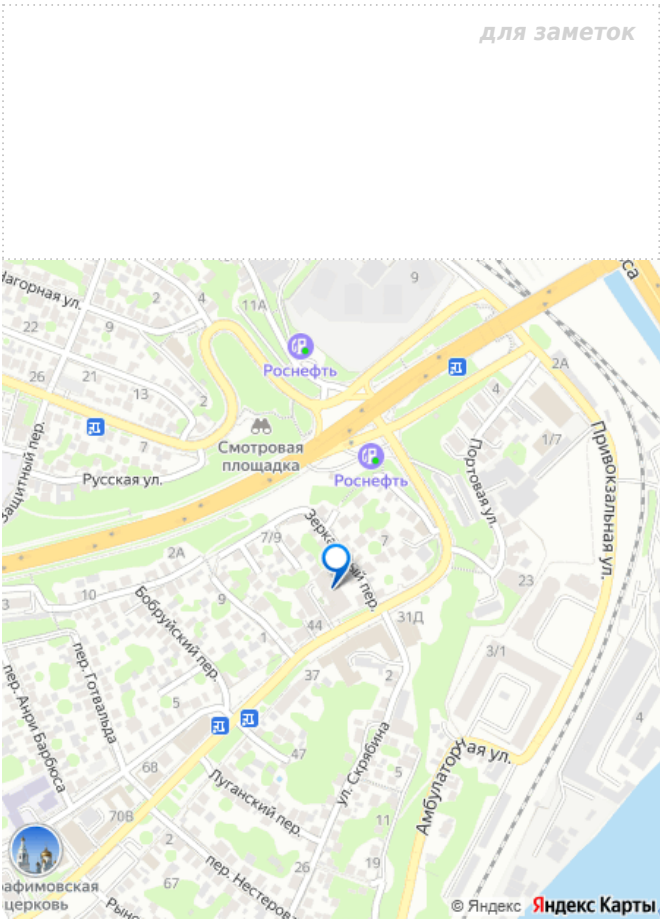 для заметок
Нагорная ул.
2
4
11А
9
22
9
Роснефть
26
21
13
2
2А
4
1/7
Смотровая
площадка
7
Русская ул.
Защитный пер.
Роснефть
Портовая ул.
Привокзальная ул.
7/9
7
2А
23
3
10
9
Бобруйский пер.
1
44
31Д
3/1
37
2
пер. Готвальда
пер. Анри Барбюса
5
4
47
ул. Скрябина
68
5
Амбулаторная ул.
Луганский пер.
70В
11
2
26
19
пер. Нестерова
67
церковь
© Яндекс
Яндекс Карты